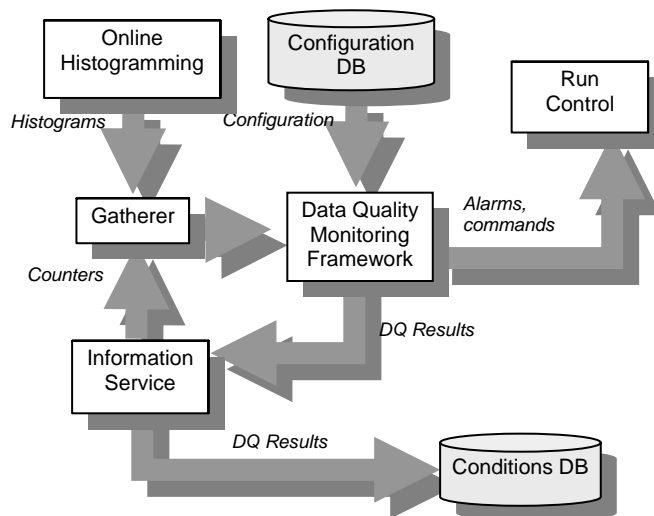 Online
Histogramming
Configuration
DB
Run
Control
Histograms
Configuration
Gatherer
Data Quality
Monitoring
Framework
Alarms,
commands
Counters
DQ Results
Information
Service
DQ Results
Conditions DB